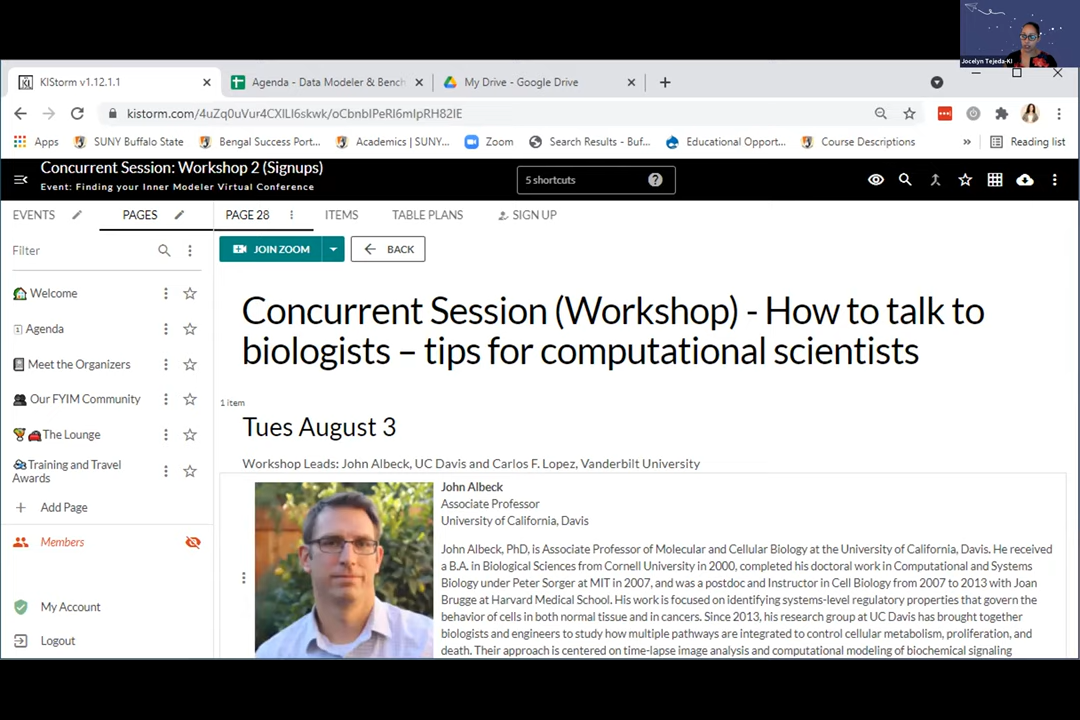 Jocelyn Tejeda-KI
KIStorm v1.12.1.1
Agenda - Data Modeler & Bench
My Drive - Google Drive
kistorm.com/4uZq0uVur4CXlLl6skwk/oCbnbIPeRl6mIpRH82IE
Apps
SUNY Buffalo State
Bengal Success Port...
Academics | SUNY...
Zoom
Search Results - Buf...
Educational Opport...
Course Descriptions
»
Reading list
Concurrent Session: Workshop 2 (Signups)
Event: Finding your Inner Modeler Virtual Conference
5 shortcuts
EVENTS
PAGES
PAGE 28
ITEMS
TABLE PLANS
SIGN UP
Filter
JOIN ZOOM
BACK
Welcome
Agenda
Meet the Organizers
Our FYIM Community
The Lounge
Training and Travel
Awards
Add Page
Members
My Account
Logout
Concurrent Session (Workshop) - How to talk to
biologists – tips for computational scientists
1 item
Tues August 3
Workshop Leads: John Albeck, UC Davis and Carlos F. Lopez, Vanderbilt University
John Albeck
Associate Professor
University of California, Davis
John Albeck, PhD, is Associate Professor of Molecular and Cellular Biology at the University of California, Davis. He received
a B.A. in Biological Sciences from Cornell University in 2000, completed his doctoral work in Computational and Systems
Biology under Peter Sorger at MIT in 2007, and was a postdoc and Instructor in Cell Biology from 2007 to 2013 with Joan
Brugge at Harvard Medical School. His work is focused on identifying systems-level regulatory properties that govern the
behavior of cells in both normal tissue and in cancers. Since 2013, his research group at UC Davis has brought together
biologists and engineers to study how multiple pathways are integrated to control cellular metabolism, proliferation, and
death. Their approach is centered on time-lapse image analysis and computational modeling of biochemical signaling